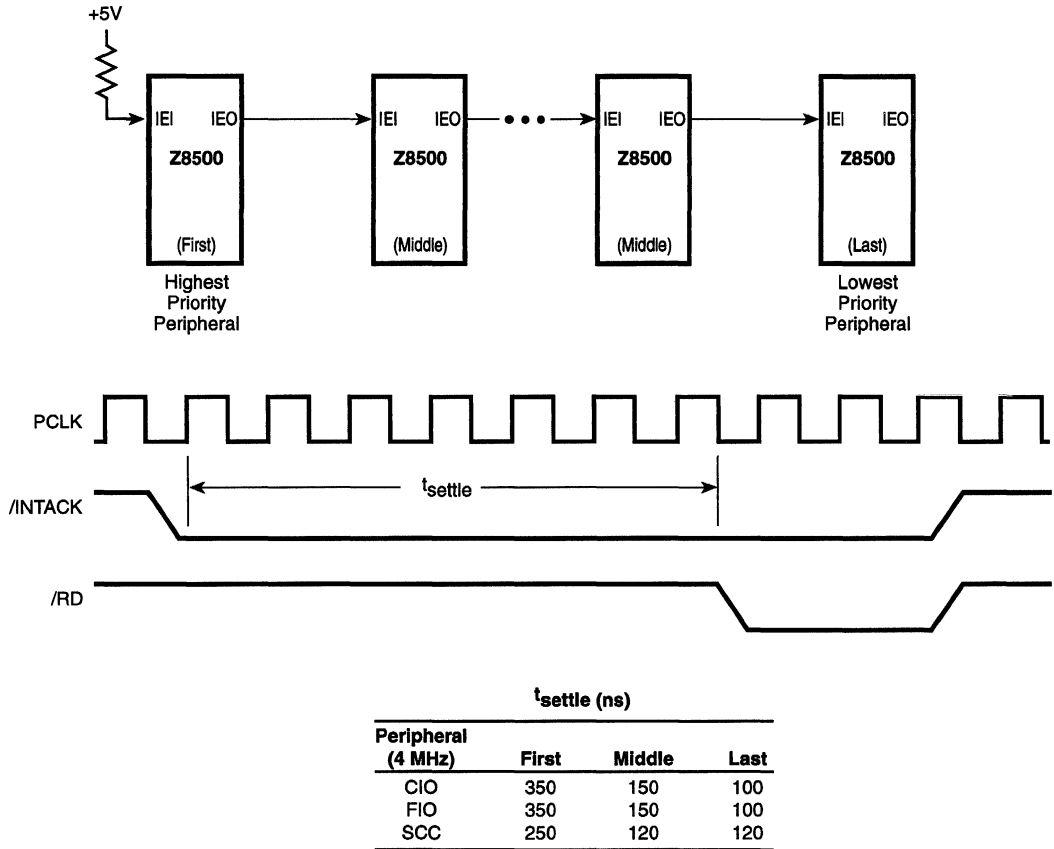 +5V
IEI IEO IEI IEO IEI IEO IEI IEO
Z8500 Z8500 Z8500 Z8500
(First) (Middle) (Middle) (Last)
Highest Priority Peripheral
Lowest Priority Peripheral
PCLK
tsettle
/INTACK
/RD
tsettle (ns)
Peripheral (4 MHz) First Middle Last
CIO 350 150 100
FIO 350 150 100
SCC 250 120 120